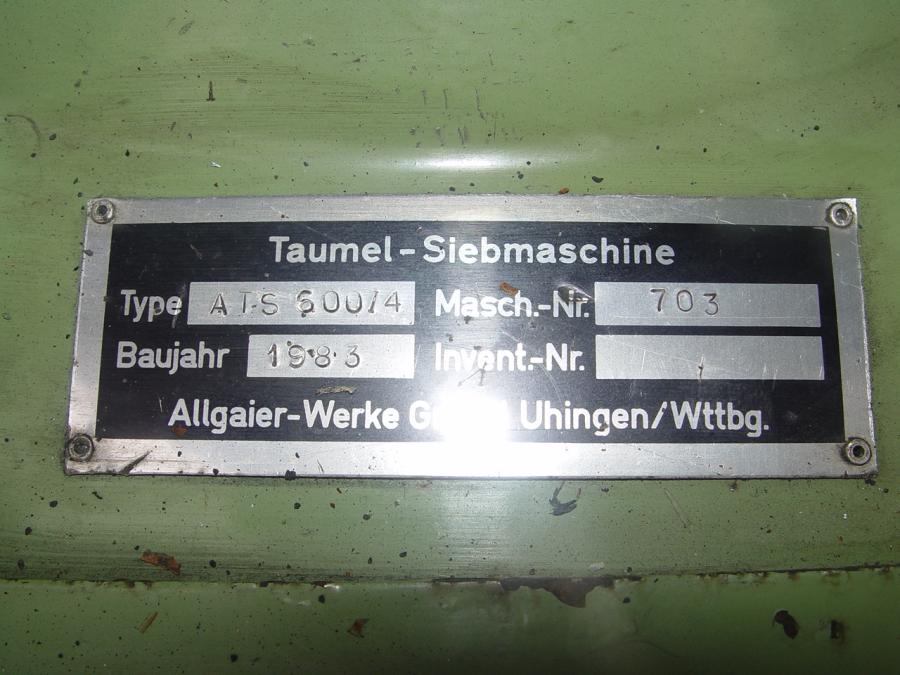 Taumel-Siebmaschine
Type ATS 600/4 Masch.-Nr. 703
Baujahr 1983 Invent.-Nr.
Allgaier-Werke Uhingen/Wttbg.